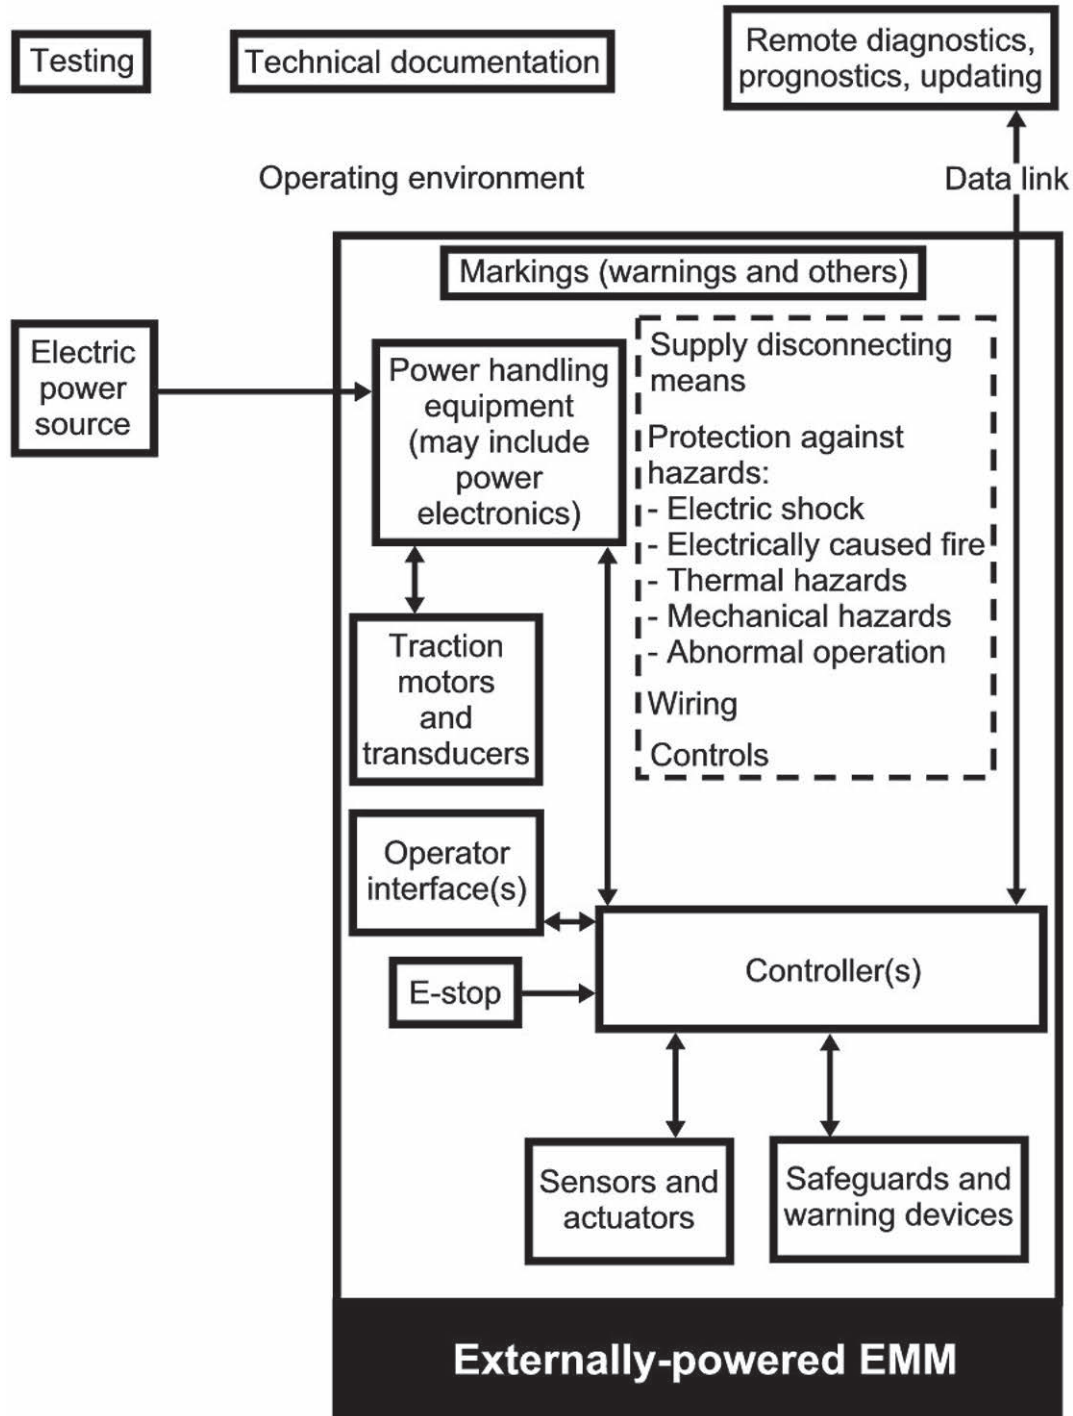 Testing
Technical documentation
Remote diagnostics,
prognostics, updating
Operating environment
Data link
Markings (warnings and others)
Electric
power
source
Power handling
equipment
(may include
power
electronics)
Supply disconnecting
means
Protection against
hazards:
- Electric shock
- Electrically caused fire
- Thermal hazards
- Mechanical hazards
- Abnormal operation
Wiring
Controls
Traction
motors
and
transducers
Operator
interface(s)
E-stop
Controller(s)
Sensors and
actuators
Safeguards and
warning devices
Externally-powered EMM